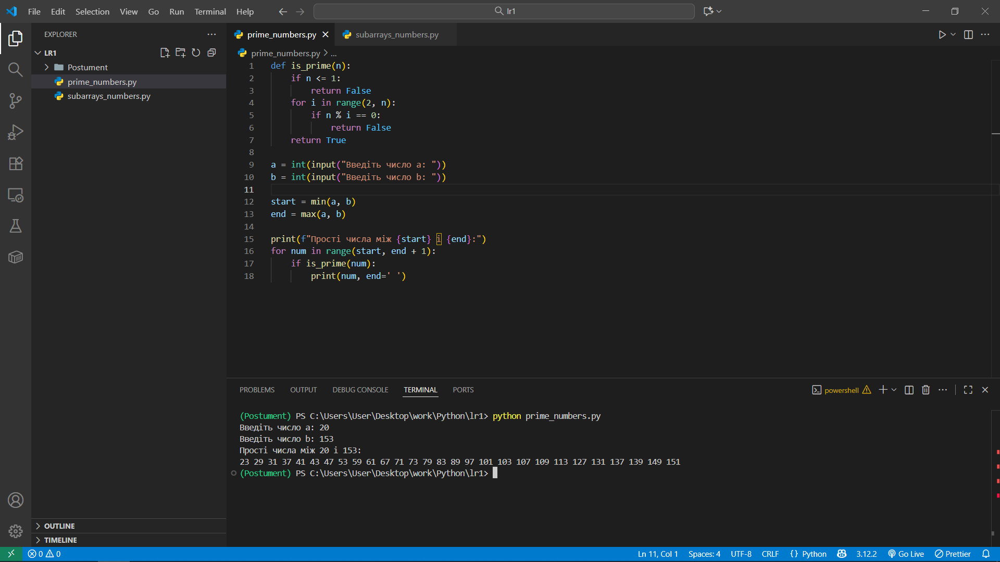 File Edit Selection View Go Run Terminal Help
lr1
EXPLORER
LR1
Postument
prime_numbers.py
subarrays_numbers.py
OUTLINE
TIMELINE
prime_numbers.py
subarrays_numbers.py
prime_numbers.py > ...
1 def is_prime(n):
2     if n <= 1:
3         return False
4     for i in range(2, n):
5         if n % i == 0:
6             return False
7     return True
8
9 a = int(input("Введіть число a: "))
10 b = int(input("Введіть число b: "))
11
12 start = min(a, b)
13 end = max(a, b)
14
15 print(f"Прості числа між {start} і {end}:")
16 for num in range(start, end + 1):
17     if is_prime(num):
18         print(num, end=' ')
PROBLEMS OUTPUT DEBUG CONSOLE TERMINAL PORTS
powershell
(Postument) PS C:\Users\User\Desktop\work\Python\lr1> python prime_numbers.py
Введіть число a: 20
Введіть число b: 153
Прості числа між 20 і 153:
23 29 31 37 41 43 47 53 59 61 67 71 73 79 83 89 97 101 103 107 109 113 127 131 137 139 149 151
(Postument) PS C:\Users\User\Desktop\work\Python\lr1>
0 0
Ln 11, Col 1 Spaces: 4 UTF-8 CRLF {} Python 3.12.2 Go Live Prettier